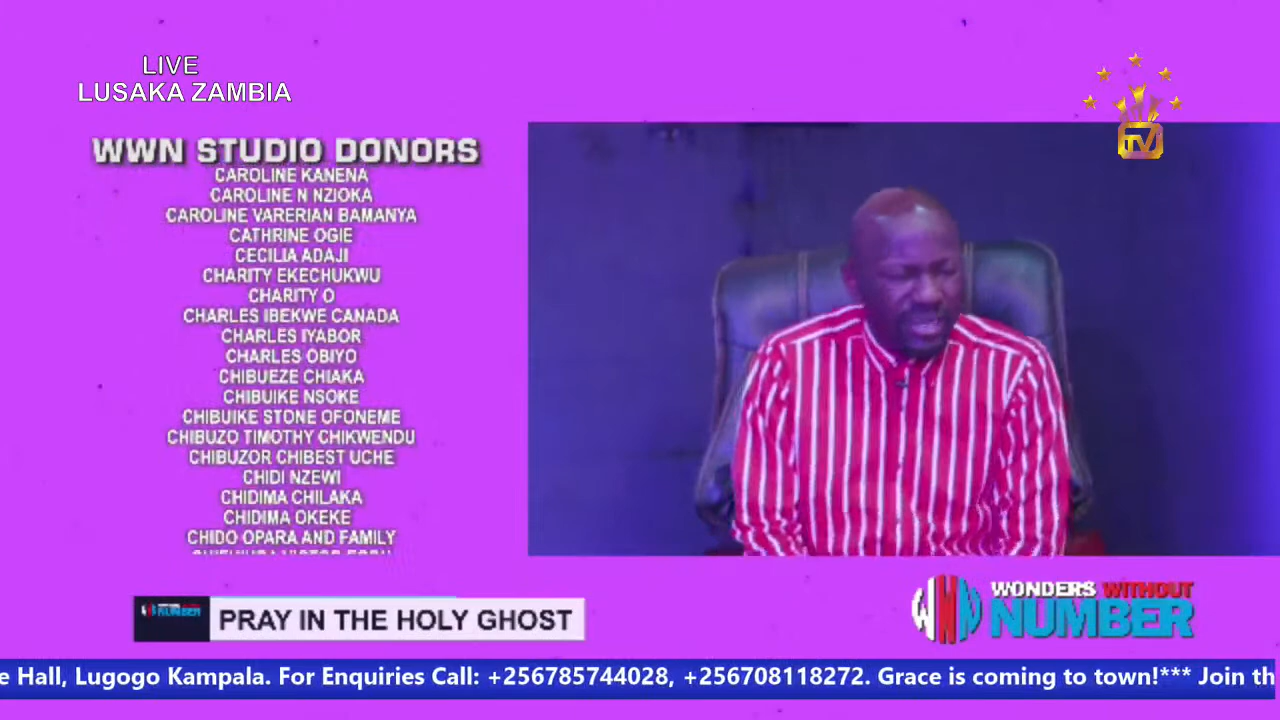 LIVE
LUSAKA ZAMBIA
TV
WWN STUDIO DONORS
CAROLINE KANENA
CAROLINE N NZIOKA
CAROLINE VARERIAN BAMANYA
CATHRINE OGIE
CECILIA ADAJI
CHARITY EKECHUKWU
CHARITY O
CHARLES IBEKWE CANADA
CHARLES IYABOR
CHARLES OBIYO
CHIBUEZE CHIAKA
CHIBUIKE NSOKE
CHIBUIKE STONE OFONEME
CHIBUZO TIMOTHY CHIKWENDU
CHIBUZOR CHIBEST UCHE
CHIDI NZEWI
CHIDIMA CHILAKA
CHIDIMA OKEKE
CHIDO OPARA AND FAMILY
NUMBER
PRAY IN THE HOLY GHOST
WWN
WONDERS WITHOUT
NUMBER
e Hall, Lugogo Kampala. For Enquiries Call: +256785744028, +256708118272. Grace is coming to town!*** Join th